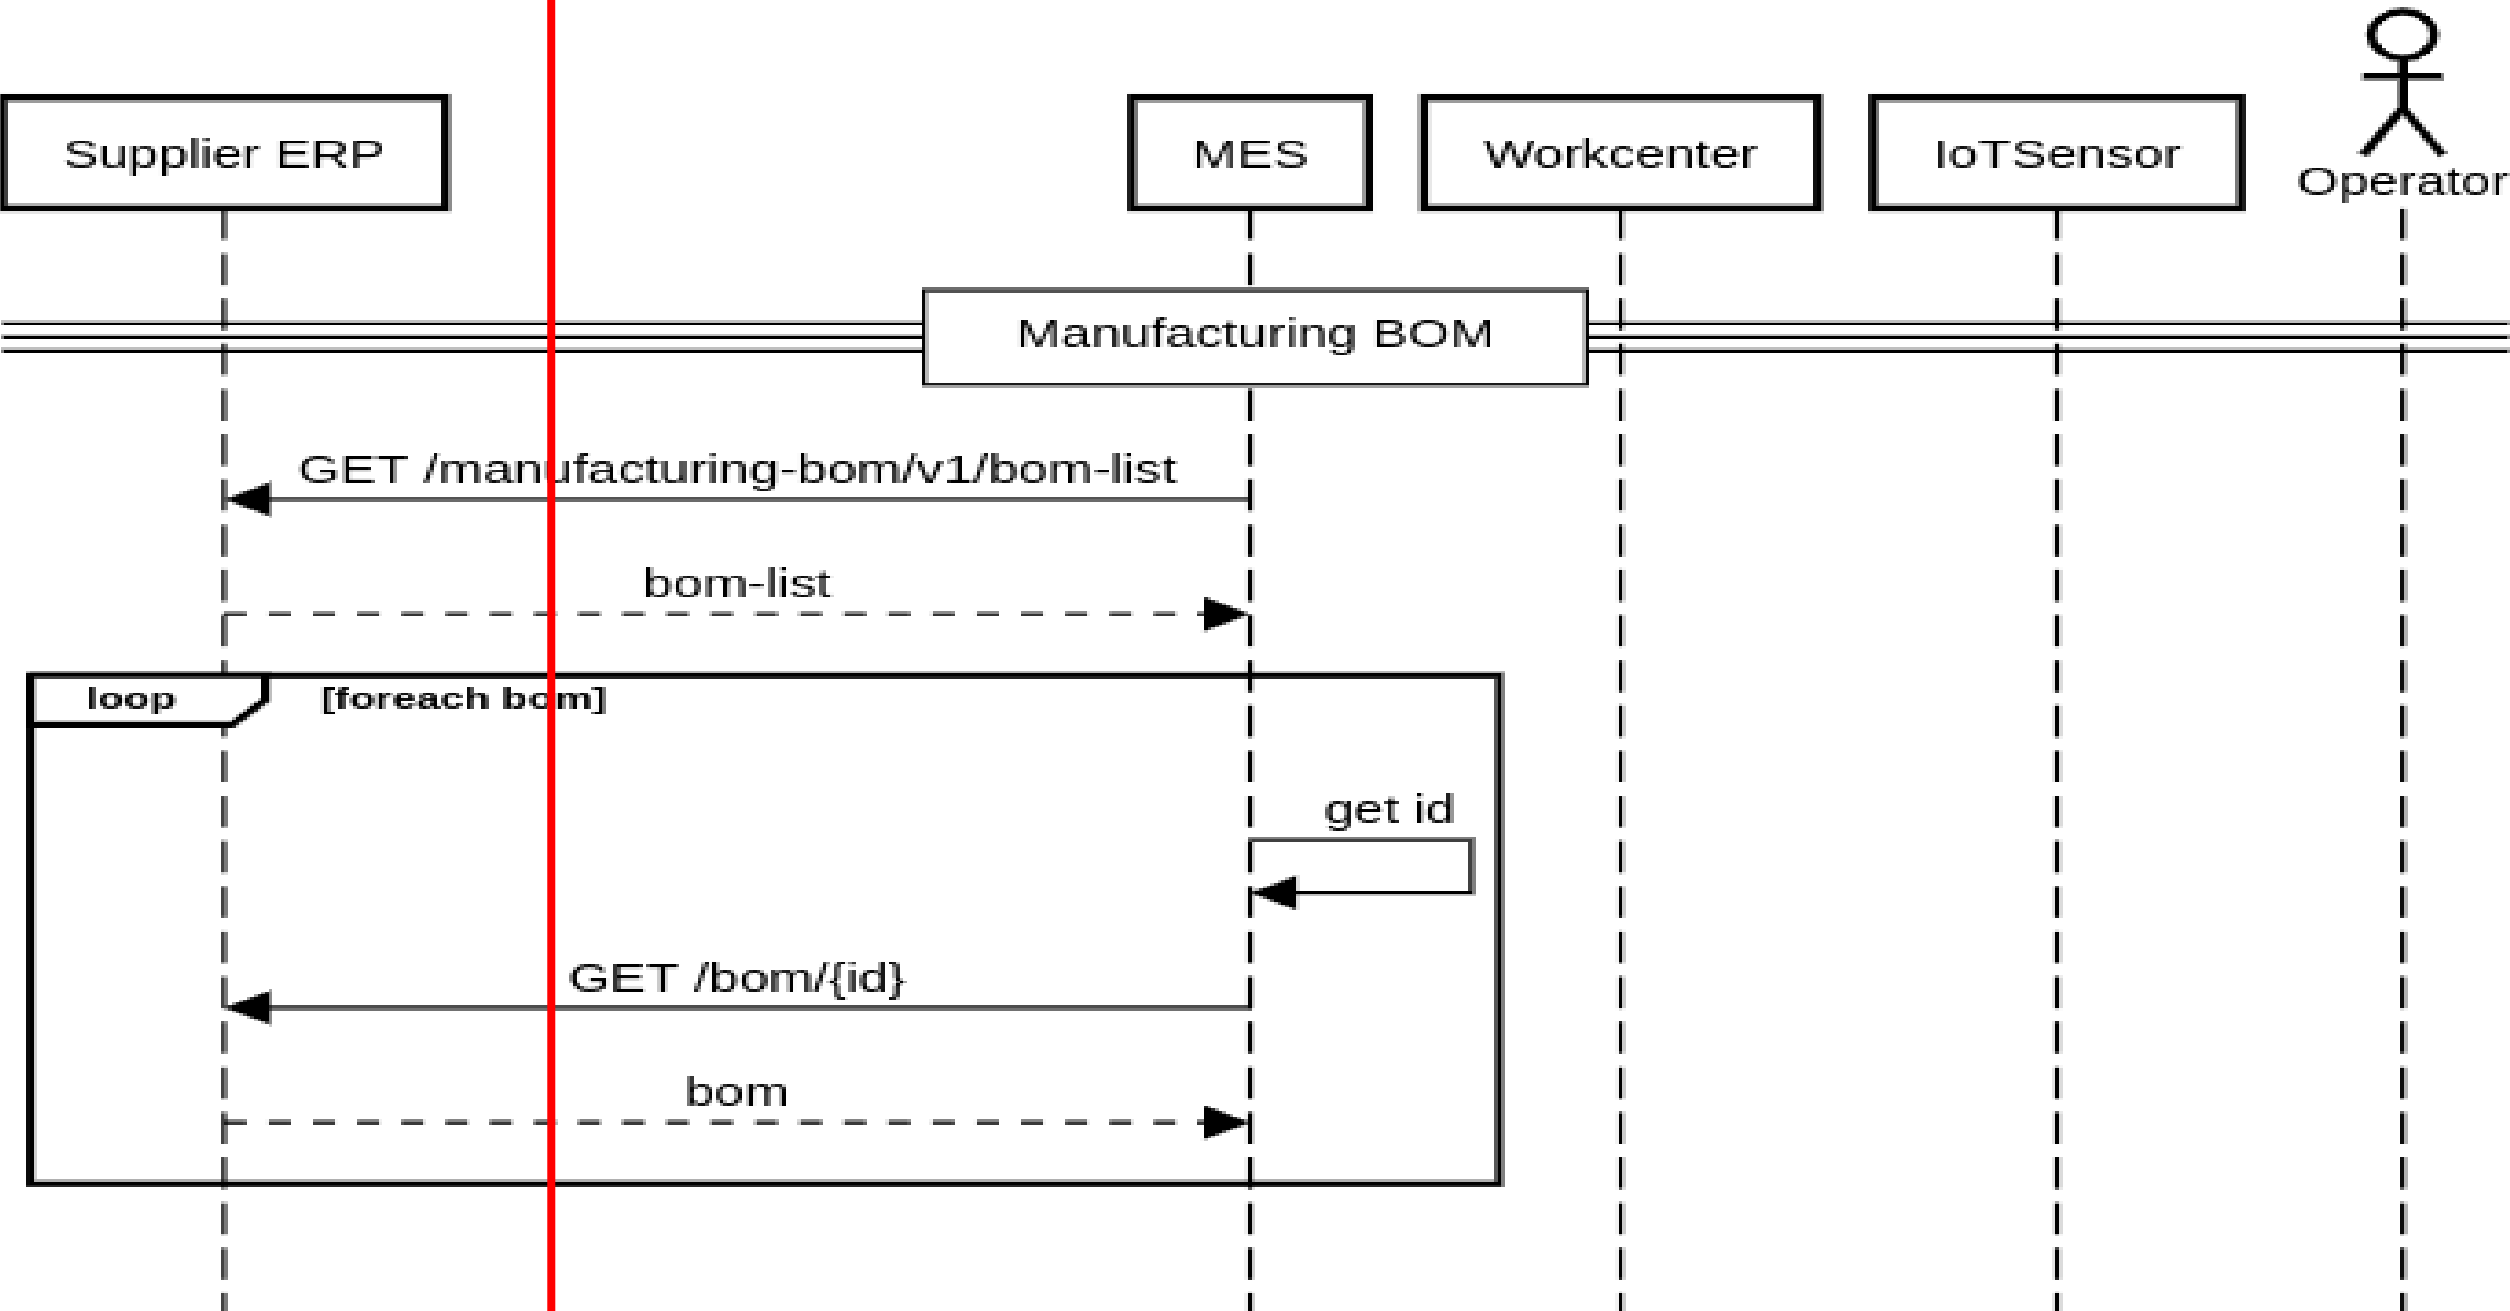 Supplier ERP
MES
Workcenter
IoTSensor
Operator
Manufacturing BOM
GET /manufacturing-bom/v1/bom-list
bom-list
loop
[foreach bom]
get id
GET /bom/{id}
bom